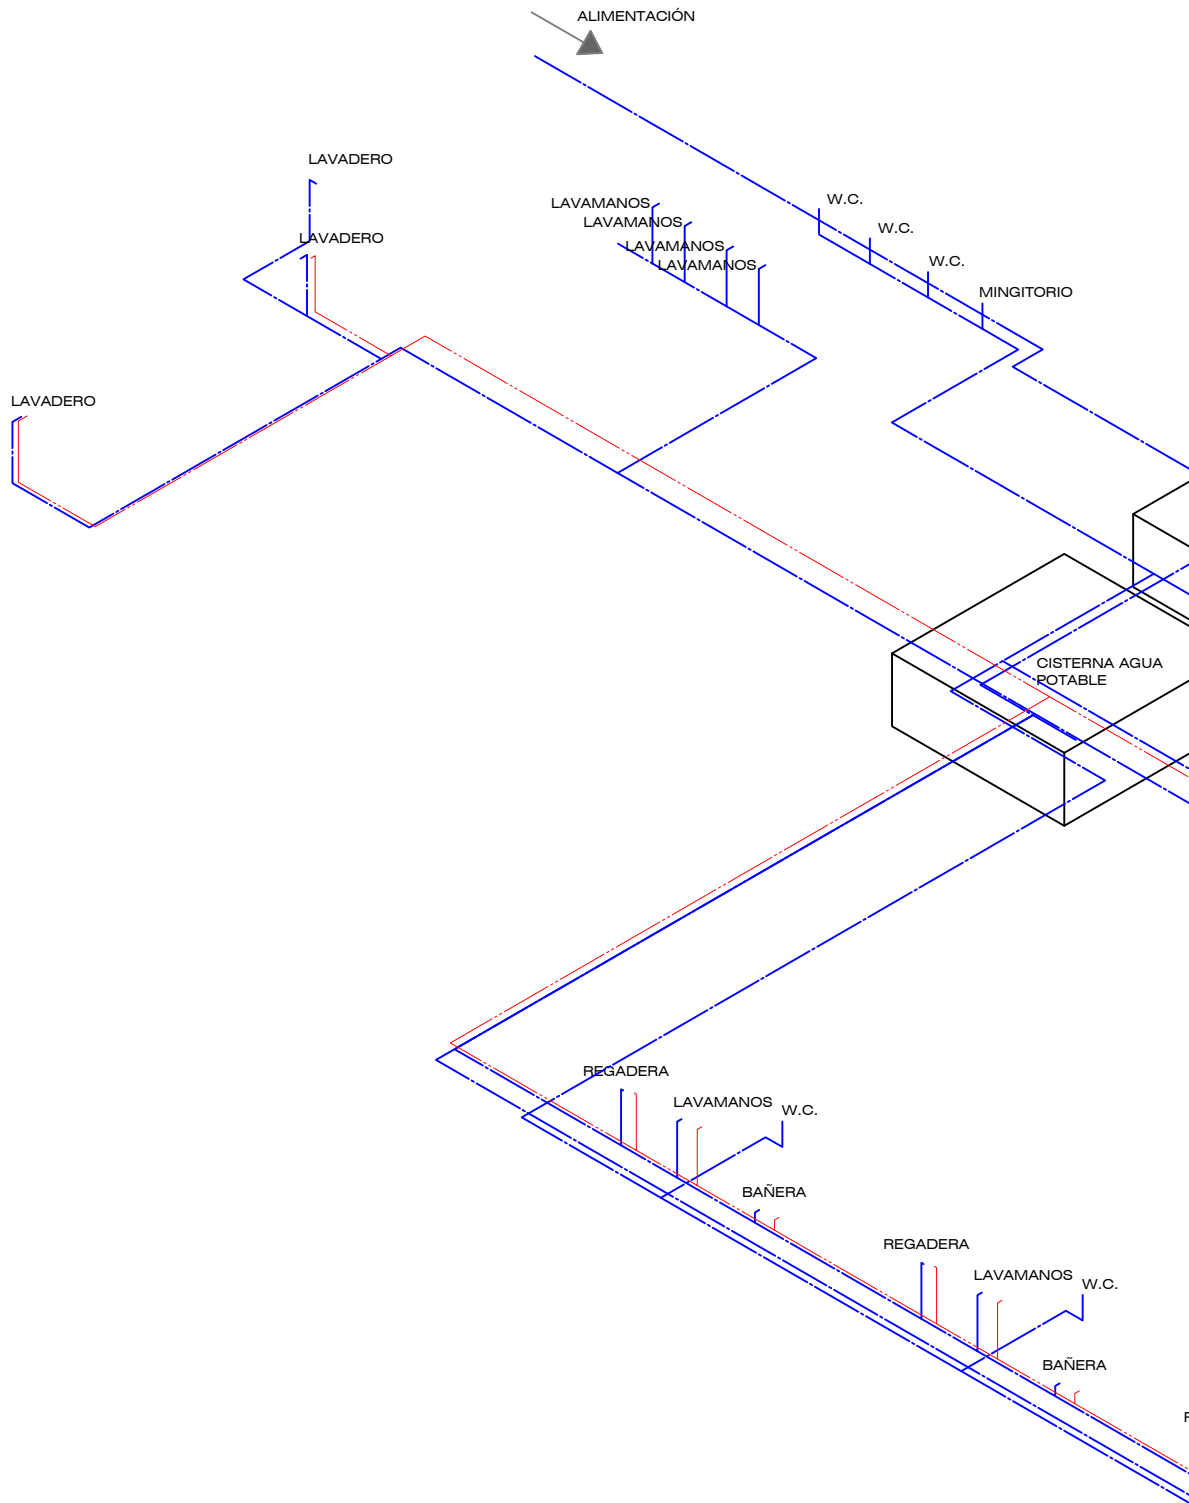 ALIMENTACIÓN
LAVADERO
W.C.
LAVAMANOS
LAVAMANOS
W.C.
LAVADERO
LAVAMANOS
W.C.
LAVAMANOS
MINGITORIO
LAVADERO
CISTERNA AGUA
POTABLE
REGADERA
LAVAMANOS
W.C.
BAÑERA
REGADERA
LAVAMANOS
W.C.
BAÑERA